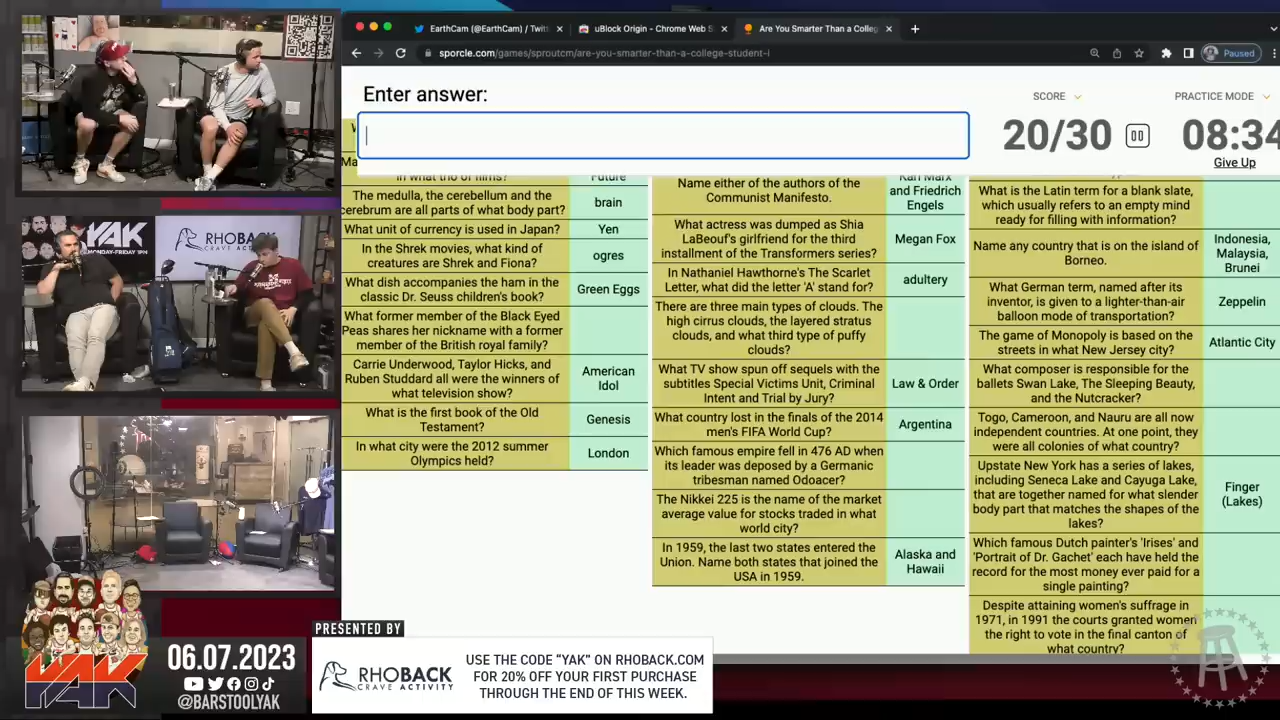 EarthCam (@EarthCam) / Twitt
uBlock Origin - Chrome Web S
Are You Smarter Than a Colleg
sporcle.com/games/sproutcm/are-you-smarter-than-a-college-student-i
Paused
Enter answer:
SCORE
PRACTICE MODE
20/30
08:34
Give Up
in what trio of films?
Future
The medulla, the cerebellum and the
cerebrum are all parts of what body part?
brain
What unit of currency is used in Japan?
Yen
In the Shrek movies, what kind of
creatures are Shrek and Fiona?
ogres
What dish accompanies the ham in the
classic Dr. Seuss children's book?
Green Eggs
What former member of the Black Eyed
Peas shares her nickname with a former
member of the British royal family?
Carrie Underwood, Taylor Hicks, and
Ruben Studdard all were the winners of
what television show?
American
Idol
What is the first book of the Old
Testament?
Genesis
In what city were the 2012 summer
Olympics held?
London
Name either of the authors of the
Communist Manifesto.
Karl Marx
and Friedrich
Engels
What actress was dumped as Shia
LaBeouf's girlfriend for the third
installment of the Transformers series?
Megan Fox
In Nathaniel Hawthorne's The Scarlet
Letter, what did the letter 'A' stand for?
adultery
There are three main types of clouds. The
high cirrus clouds, the layered stratus
clouds, and what third type of puffy
clouds?
What TV show spun off sequels with the
subtitles Special Victims Unit, Criminal
Intent and Trial by Jury?
Law & Order
What country lost in the finals of the 2014
men's FIFA World Cup?
Argentina
Which famous empire fell in 476 AD when
its leader was deposed by a Germanic
tribesman named Odoacer?
The Nikkei 225 is the name of the market
average value for stocks traded in what
world city?
In 1959, the last two states entered the
Union. Name both states that joined the
USA in 1959.
Alaska and
Hawaii
What is the Latin term for a blank slate,
which usually refers to an empty mind
ready for filling with information?
Name any country that is on the island of
Borneo.
Indonesia,
Malaysia,
Brunei
What German term, named after its
inventor, is given to a lighter-than-air
balloon mode of transportation?
Zeppelin
The game of Monopoly is based on the
streets in what New Jersey city?
Atlantic City
What composer is responsible for the
ballets Swan Lake, The Sleeping Beauty,
and the Nutcracker?
Togo, Cameroon, and Nauru are all now
independent countries. At one point, they
were all colonies of what country?
Upstate New York has a series of lakes,
including Seneca Lake and Cayuga Lake,
that are together named for what slender
body part that matches the shapes of the
lakes?
Finger
(Lakes)
Which famous Dutch painter's 'Irises' and
'Portrait of Dr. Gachet' each have held the
record for the most money ever paid for a
single painting?
Despite attaining women's suffrage in
1971, in 1991 the courts granted women
the right to vote in the final canton of
what country?
YAK
MONDAY-FRIDAY 1PM
RHOBACK
CRAVE ACTIVITY
YAK
06.07.2023
@BARSTOOLYAK
PRESENTED BY
RHOBACK
CRAVE ACTIVITY
USE THE CODE "YAK" ON RHOBACK.COM
FOR 20% OFF YOUR FIRST PURCHASE
THROUGH THE END OF THIS WEEK.